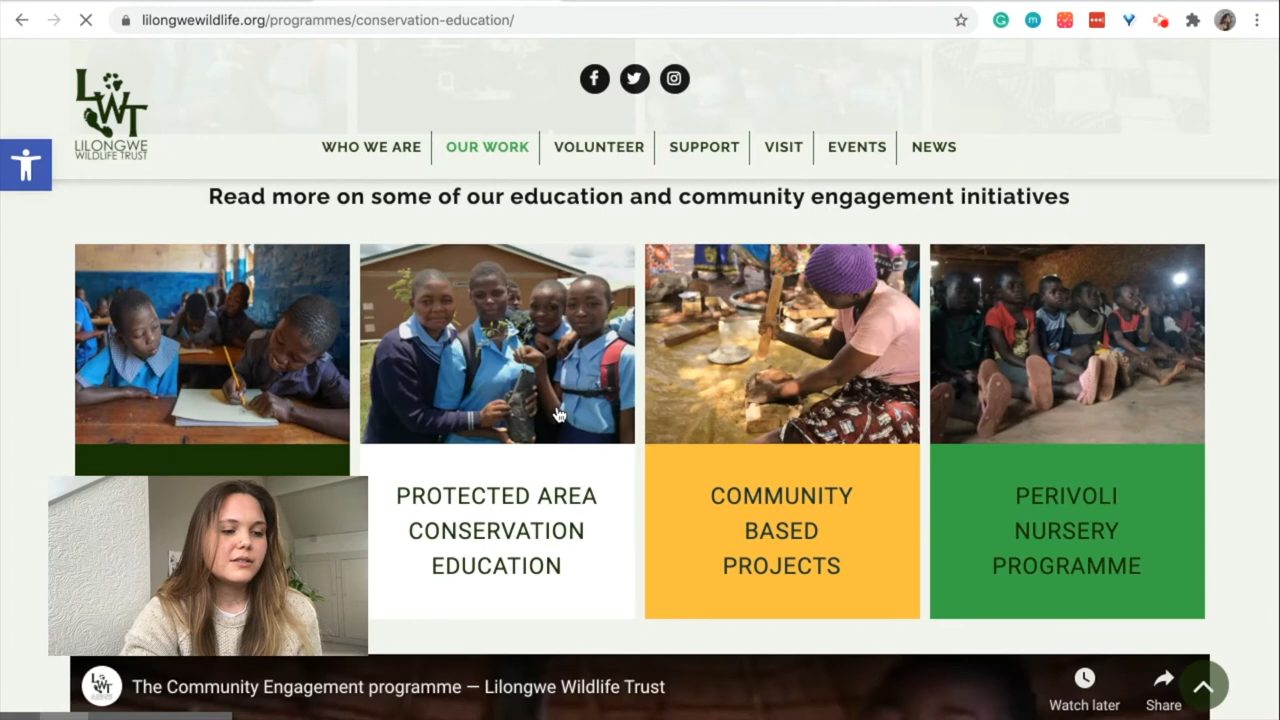 lilongwewildlife.org/programmes/conservation-education/
LWT
LILONGWE
WILDLIFE TRUST
WHO WE ARE
OUR WORK
VOLUNTEER
SUPPORT
VISIT
EVENTS
NEWS
Read more on some of our education and community engagement initiatives
PROTECTED AREA
CONSERVATION
EDUCATION
COMMUNITY
BASED
PROJECTS
PERIVOLI
NURSERY
PROGRAMME
LWT
The Community Engagement programme — Lilongwe Wildlife Trust
Watch later
Share